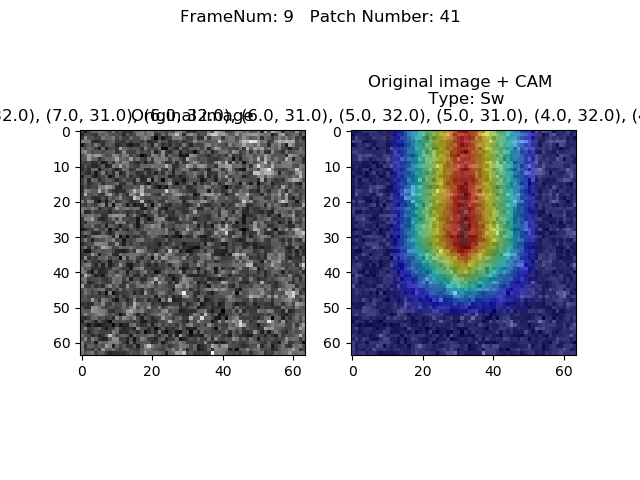 FrameNum: 9   Patch Number: 41
Original image + CAM
Type: Sw
32.0), (7.0, 31.0), (6.0, 32.0), (6.0, 31.0), (5.0, 32.0), (5.0, 31.0), (4.0, 32.0), (4
Original image
0
10
20
30
40
50
60
0 20 40 60
0
10
20
30
40
50
60
0 20 40 60